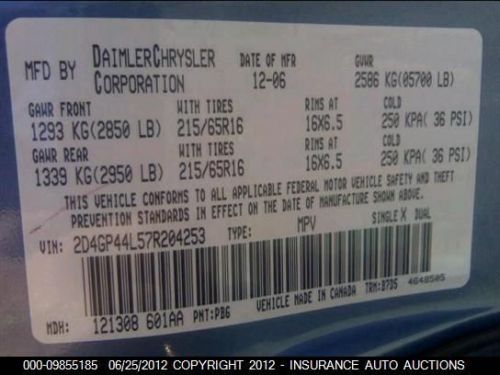 MFD BY DAIMLERCHRYSLER CORPORATION DATE OF MFR 12-06 GVWR 2586 KG(05700 LB)
GAWR FRONT WITH TIRES RIMS AT COLD
1293 KG(2850 LB) 215/65R16 16X6.5 250 KPA( 36 PSI)
GAWR REAR WITH TIRES RIMS AT COLD
1339 KG(2950 LB) 215/65R16 16X6.5 250 KPA( 36 PSI)
THIS VEHICLE CONFORMS TO ALL APPLICABLE FEDERAL MOTOR VEHICLE SAFETY AND THEFT
PREVENTION STANDARDS IN EFFECT ON THE DATE OF MANUFACTURE SHOWN ABOVE.
VIN: 2D4GP44L57R204253 TYPE: MPV SINGLE X DUAL
VEHICLE MADE IN CANADA 4648505
MDH: 121308 601AA PNT:PB6 TRM:B7D5
000-09855185 06/25/2012 COPYRIGHT 2012 - INSURANCE AUTO AUCTIONS